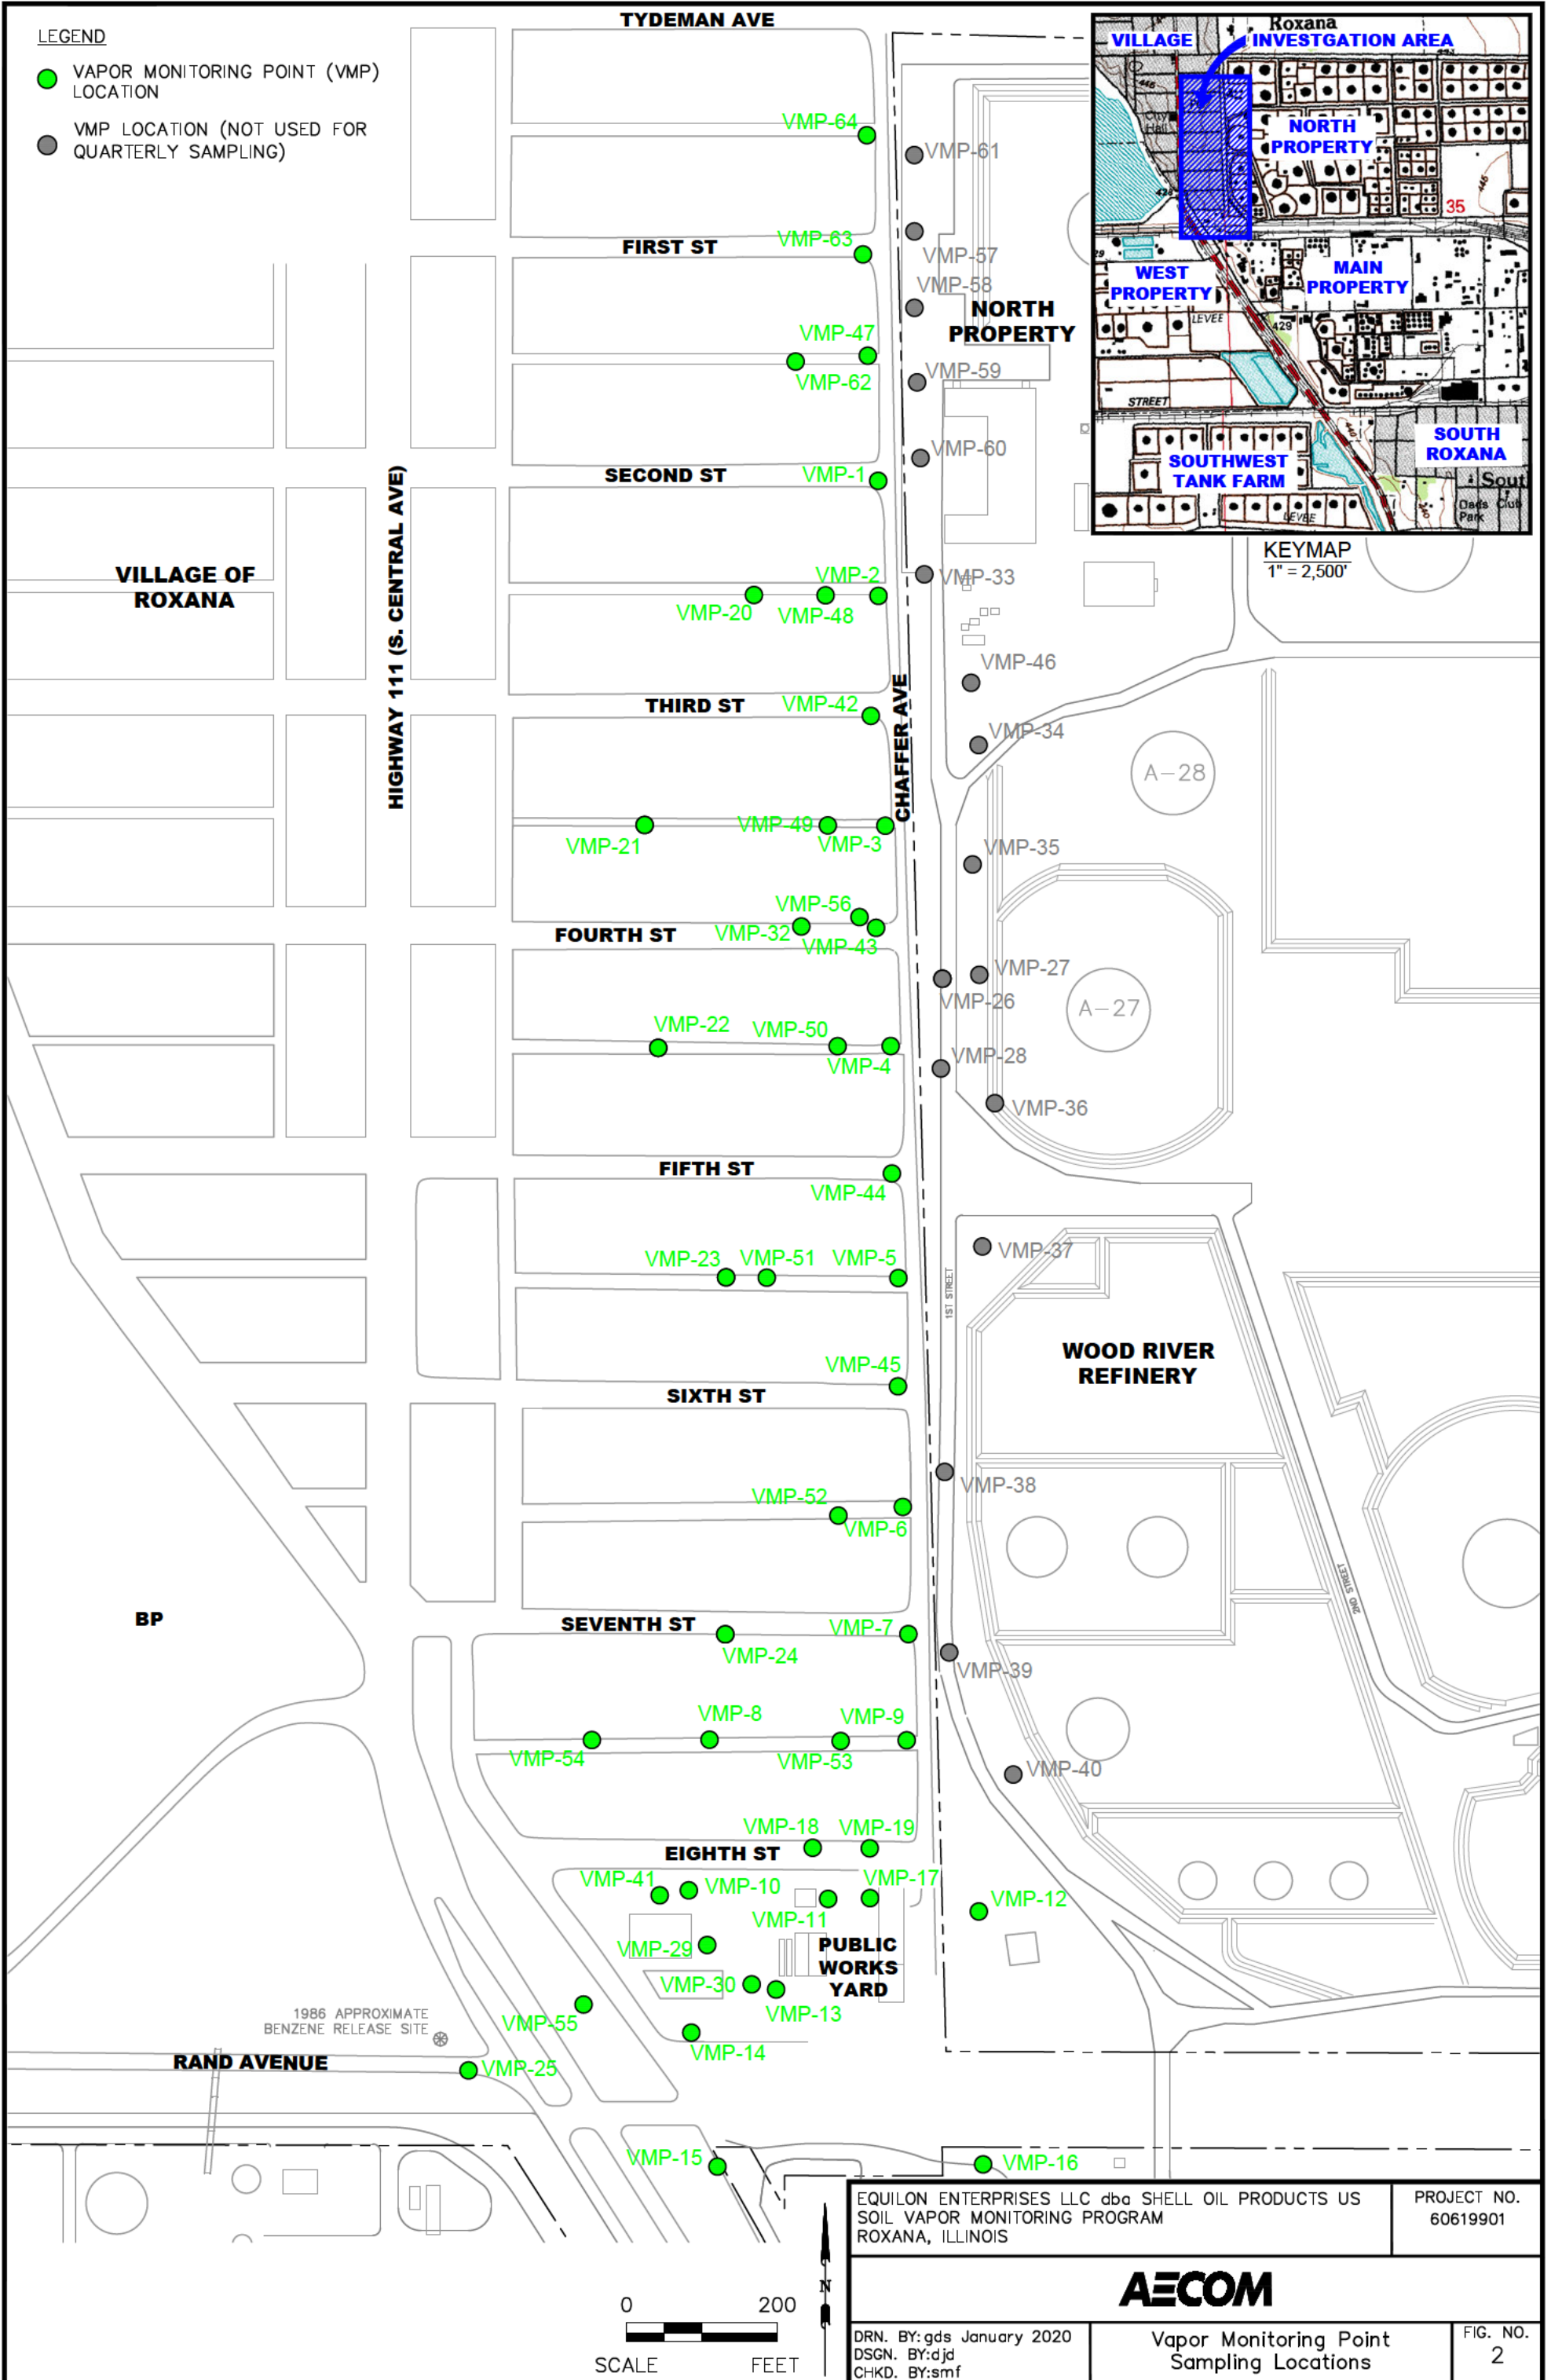 LEGEND
VAPOR MONITORING POINT (VMP)
LOCATION
VMP LOCATION (NOT USED FOR
QUARTERLY SAMPLING)
TYDEMAN AVE
VMP-64
VMP-61
FIRST ST
VMP-63
VMP-57
VMP-58
NORTH
PROPERTY
VMP-47
VMP-62
VMP-59
SECOND ST
VMP-1
VMP-60
HIGHWAY 111 (S. CENTRAL AVE)
VILLAGE OF
ROXANA
VMP-2
VMP-20
VMP-48
VMP-33
VMP-46
THIRD ST
VMP-42
CHAFFER AVE
VMP-34
A-28
VMP-21
VMP-49
VMP-3
VMP-35
VMP-56
FOURTH ST
VMP-32
VMP-43
VMP-27
VMP-26
A-27
VMP-22
VMP-50
VMP-4
VMP-28
VMP-36
FIFTH ST
VMP-44
VMP-23
VMP-51
VMP-5
VMP-37
1ST STREET
WOOD RIVER
REFINERY
VMP-45
SIXTH ST
VMP-38
VMP-52
VMP-6
2ND STREET
BP
SEVENTH ST
VMP-7
VMP-24
VMP-39
VMP-8
VMP-9
VMP-54
VMP-53
VMP-40
VMP-18
VMP-19
EIGHTH ST
VMP-41
VMP-10
VMP-17
VMP-11
VMP-12
VMP-29
PUBLIC
WORKS
YARD
VMP-30
VMP-13
VMP-55
VMP-14
1986 APPROXIMATE
BENZENE RELEASE SITE
RAND AVENUE
VMP-25
VMP-15
VMP-16
Roxana
VILLAGE
INVESTGATION AREA
NORTH
PROPERTY
35
WEST
PROPERTY
MAIN
PROPERTY
LEVEE
429
STREET
SOUTHWEST
TANK FARM
SOUTH
ROXANA
Sout
Dads Club
Park
LEVEE
KEYMAP
1" = 2,500'
0 200
SCALE FEET
N
EQUILON ENTERPRISES LLC dba SHELL OIL PRODUCTS US
SOIL VAPOR MONITORING PROGRAM
ROXANA, ILLINOIS
PROJECT NO.
60619901
AECOM
DRN. BY:gds January 2020
DSGN. BY:djd
CHKD. BY:smf
Vapor Monitoring Point
Sampling Locations
FIG. NO.
2